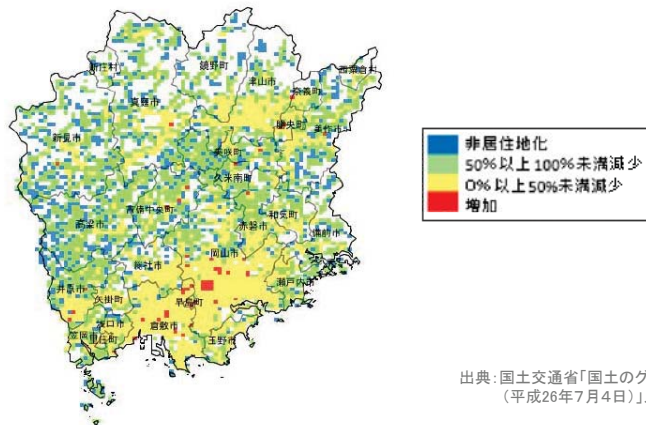 新庄村
鏡野町
西粟倉村
津山市
奈義町
真庭市
勝央町
美作市
新見市
美咲町
久米南町
吉備中央町
和気町
高梁市
赤磐市
備前市
岡山市
総社市
瀬戸内市
井原市
矢掛町
早島町
浅口市
倉敷市
笠岡市
里庄町
玉野市
非居住地化
50%以上100%未満減少
0%以上50%未満減少
増加
出典:国土交通省「国土のグ
(平成26年7月4日)」